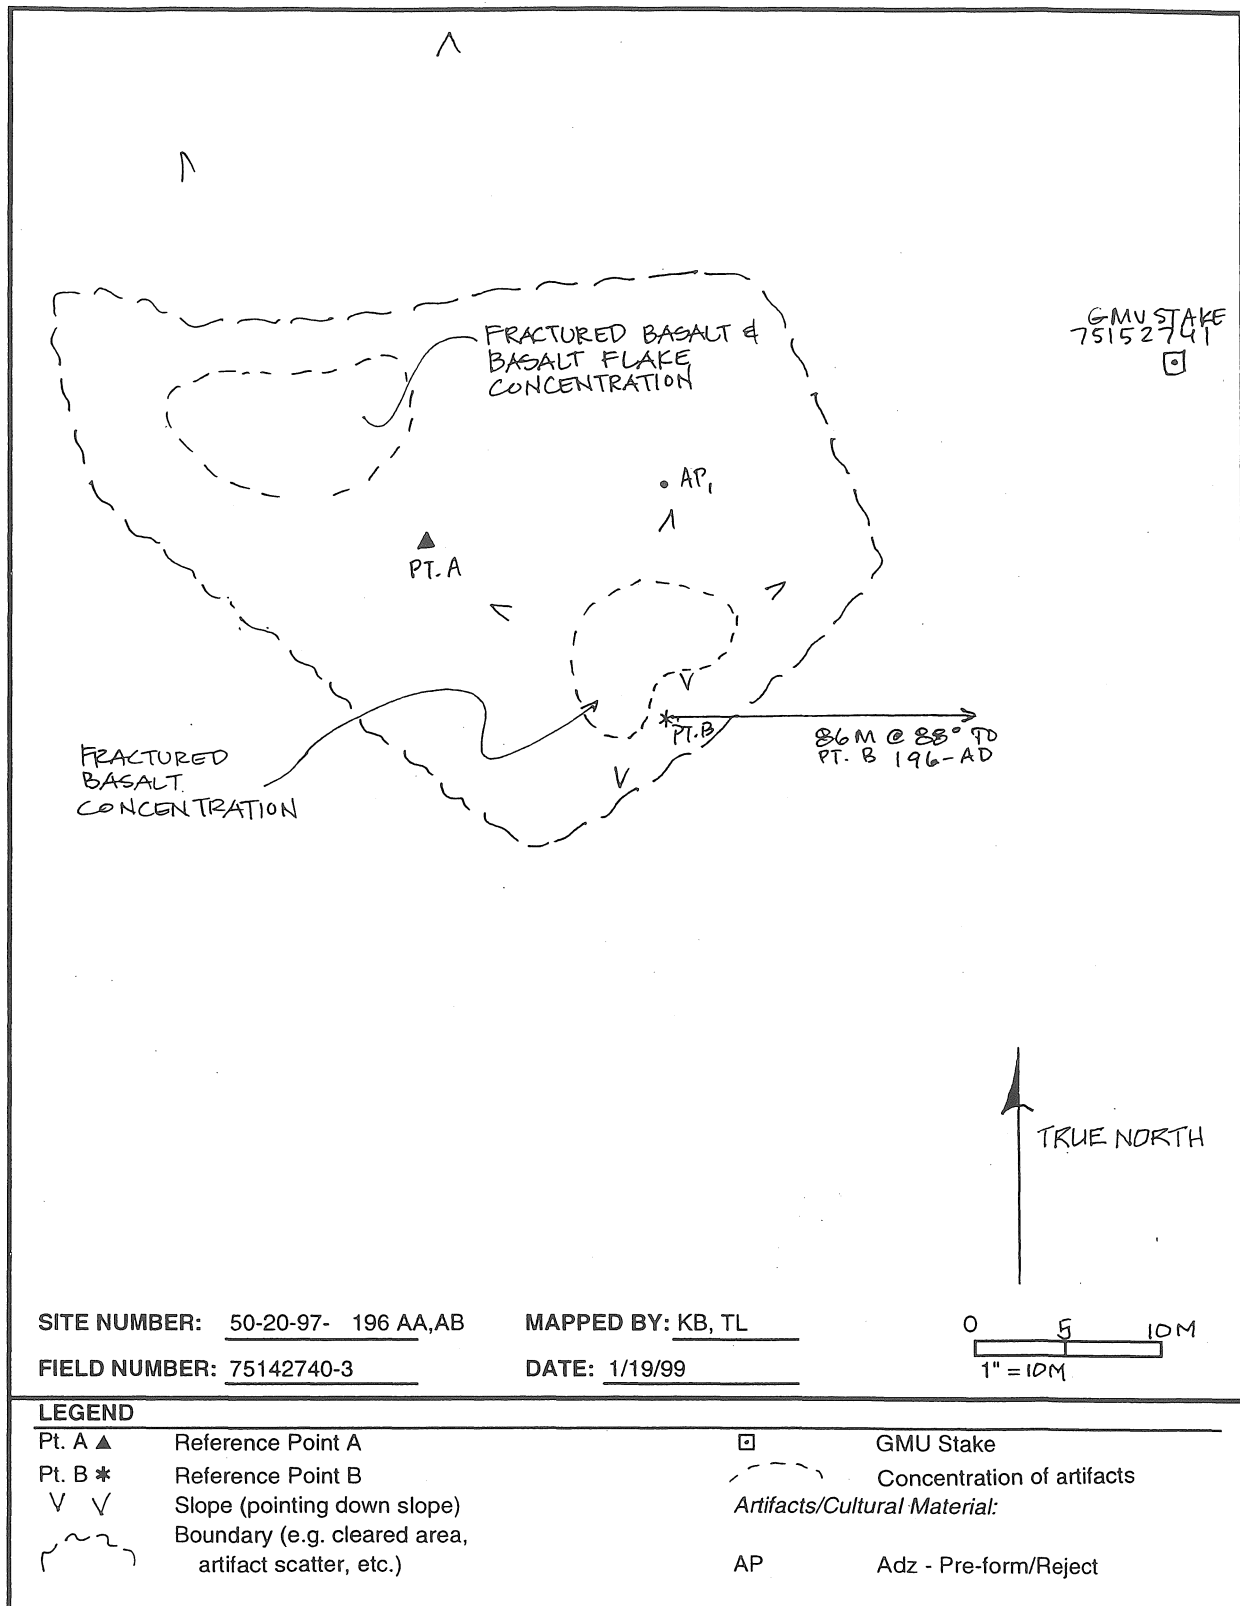 GMU STAKE
75152741
FRACTURED BASALT &
BASALT FLAKE
CONCENTRATION
AP1
PT. A
PT. B
86 M @ 88° TO
PT. B 196-AD
FRACTURED
BASALT
CONCENTRATION
TRUE NORTH
SITE NUMBER: 50-20-97- 196 AA,AB
MAPPED BY: KB, TL
FIELD NUMBER: 75142740-3
DATE: 1/19/99
0 5 10M
1" = 10M
LEGEND
Pt. A ▲ Reference Point A
Pt. B * Reference Point B
V V Slope (pointing down slope)
Boundary (e.g. cleared area,
artifact scatter, etc.)
GMU Stake
Concentration of artifacts
Artifacts/Cultural Material:
AP Adz - Pre-form/Reject